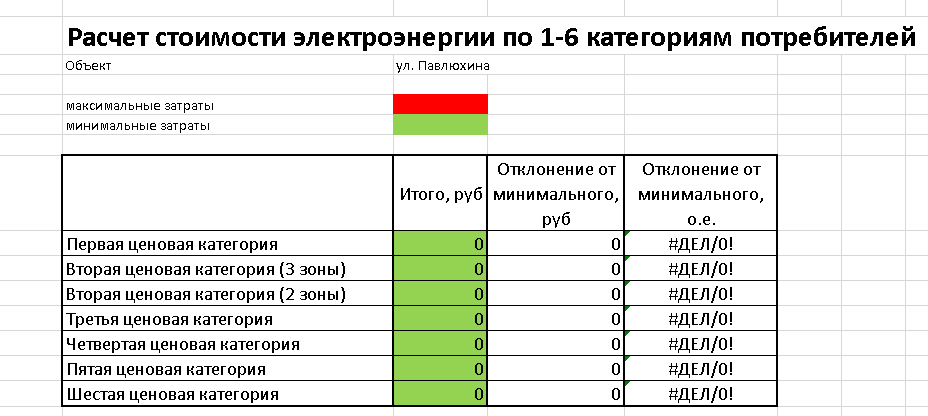 Расчет стоимости электроэнергии по 1-6 категориям потребителей
Объект ул. Павлюхина
максимальные затраты
минимальные затраты
Итого, руб Отклонение от минимального, руб Отклонение от минимального, о.е.
Первая ценовая категория 0 0 #ДЕЛ/0!
Вторая ценовая категория (3 зоны) 0 0 #ДЕЛ/0!
Вторая ценовая категория (2 зоны) 0 0 #ДЕЛ/0!
Третья ценовая категория 0 0 #ДЕЛ/0!
Четвертая ценовая категория 0 0 #ДЕЛ/0!
Пятая ценовая категория 0 0 #ДЕЛ/0!
Шестая ценовая категория 0 0 #ДЕЛ/0!